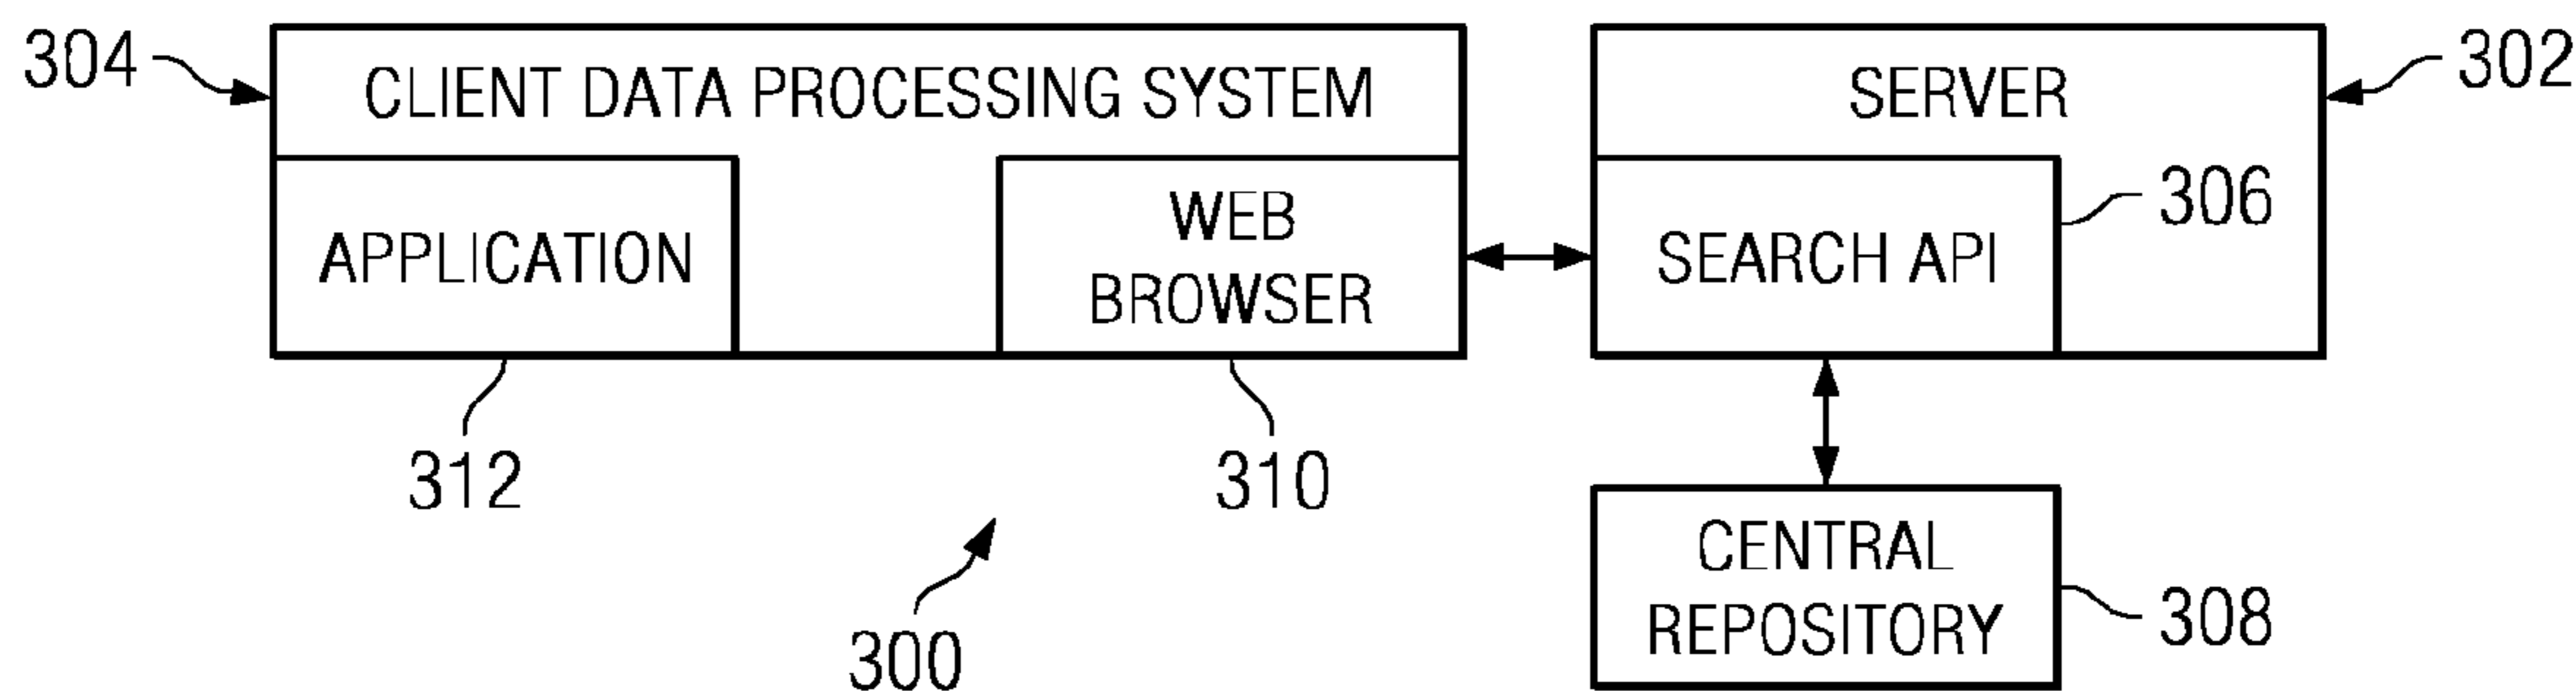 304
CLIENT DATA PROCESSING SYSTEM
SERVER
302
APPLICATION
WEB
BROWSER
SEARCH API
306
312
310
300
CENTRAL
REPOSITORY
308